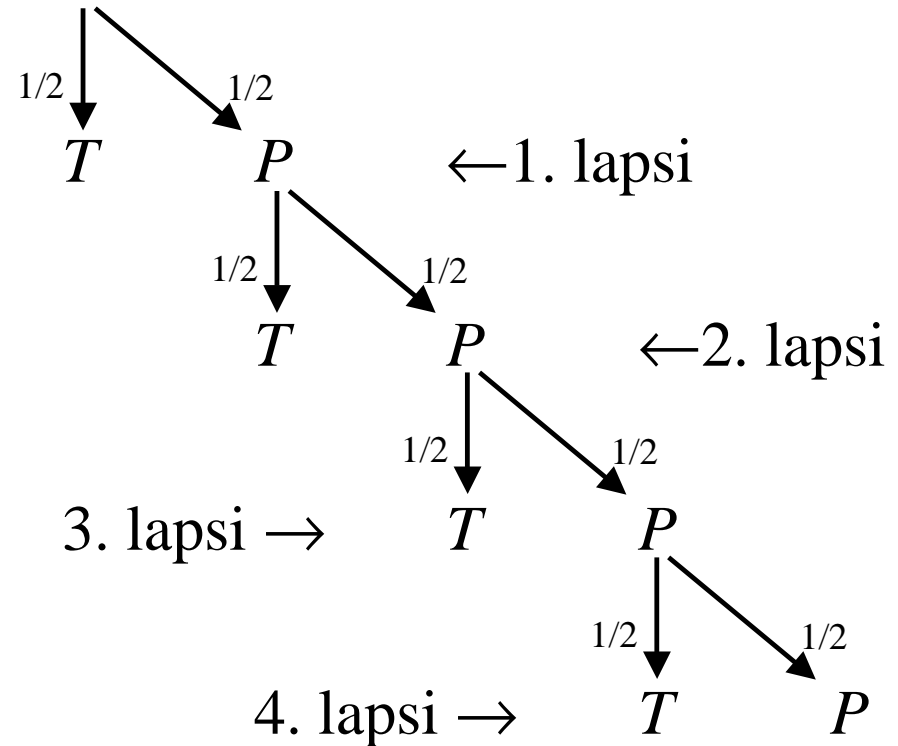 1/2 1/2
T P ←1. lapsi
1/2 1/2
T P ←2. lapsi
1/2 1/2
3. lapsi → T P
1/2 1/2
4. lapsi → T P